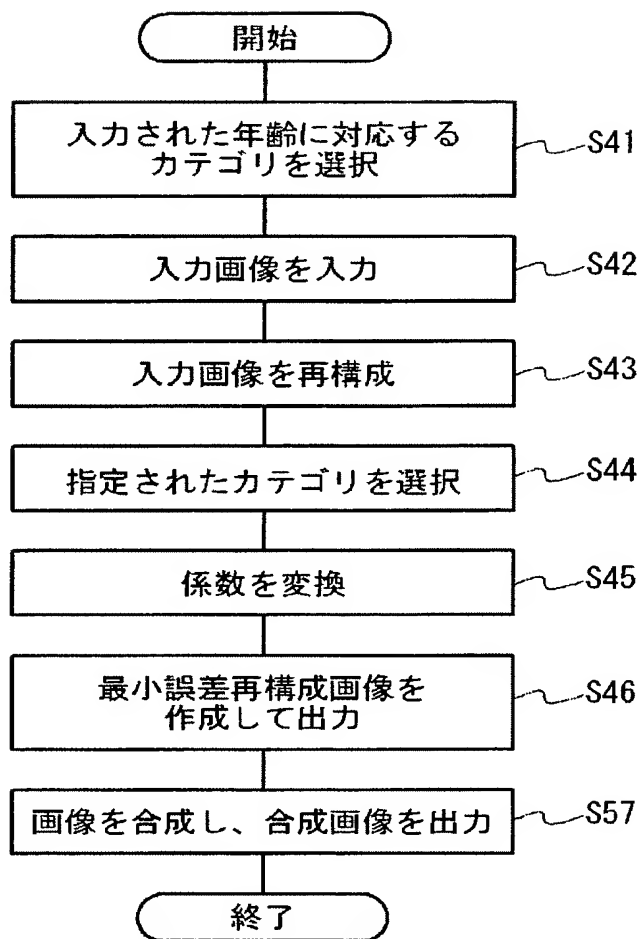 開始
入力された年齢に対応する
カテゴリを選択
S41
入力画像を入力
S42
入力画像を再構成
S43
指定されたカテゴリを選択
S44
係数を変換
S45
最小誤差再構成画像を
作成して出力
S46
画像を合成し、合成画像を出力
S57
終了